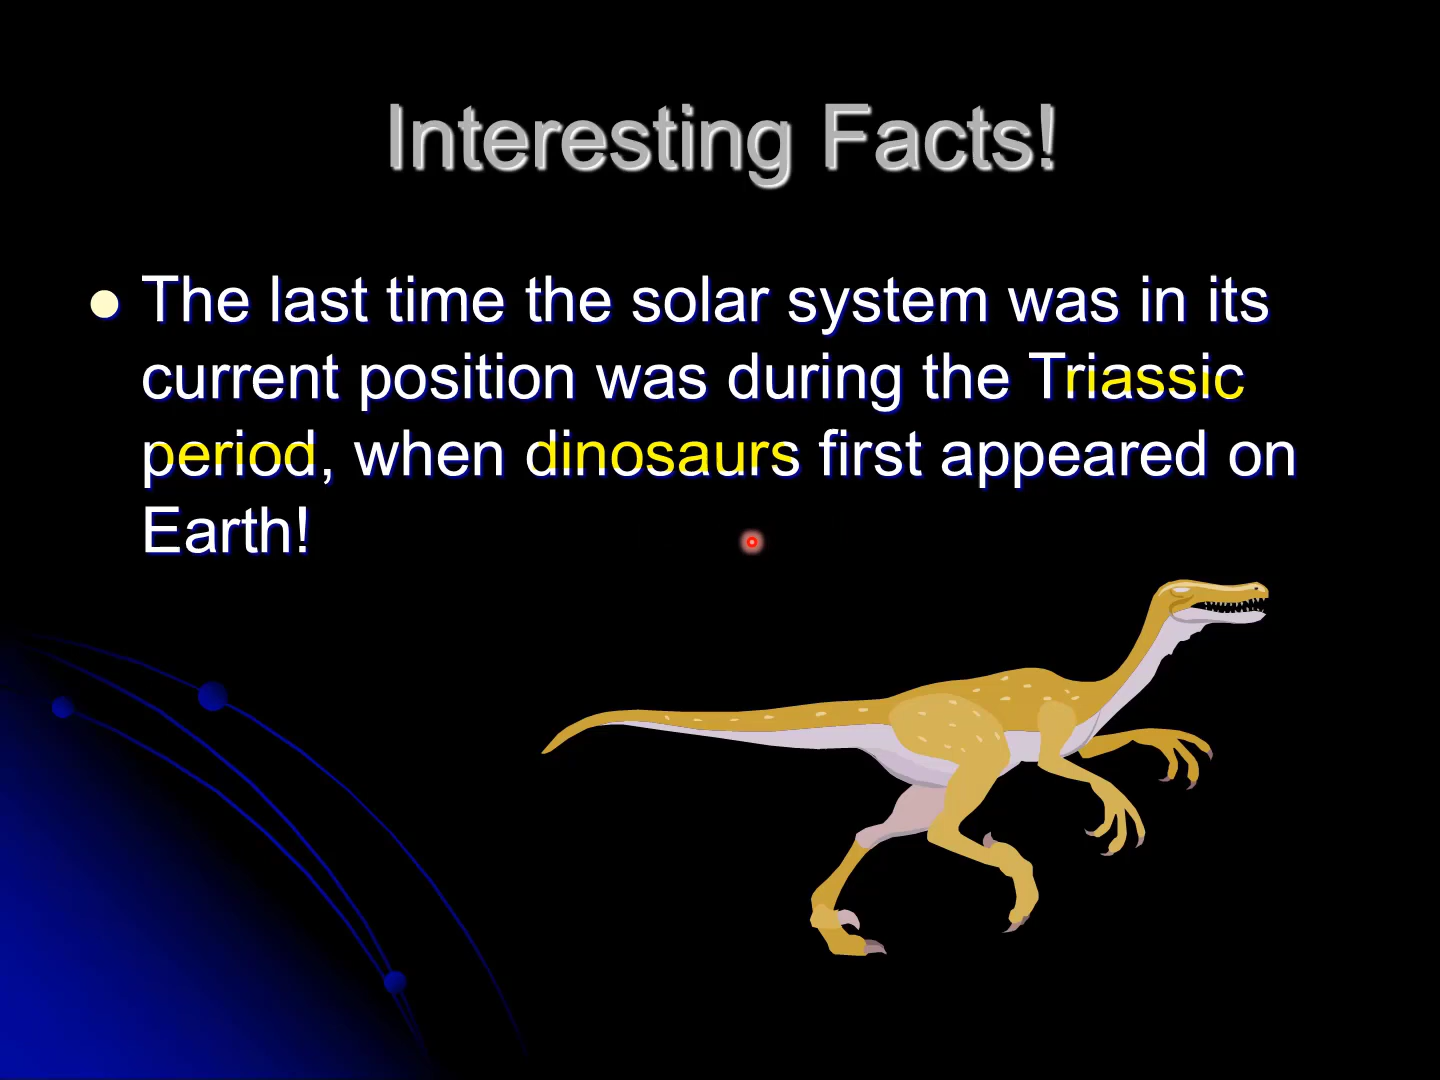 Interesting Facts!
The last time the solar system was in its
current position was during the Triassic
period, when dinosaurs first appeared on
Earth!